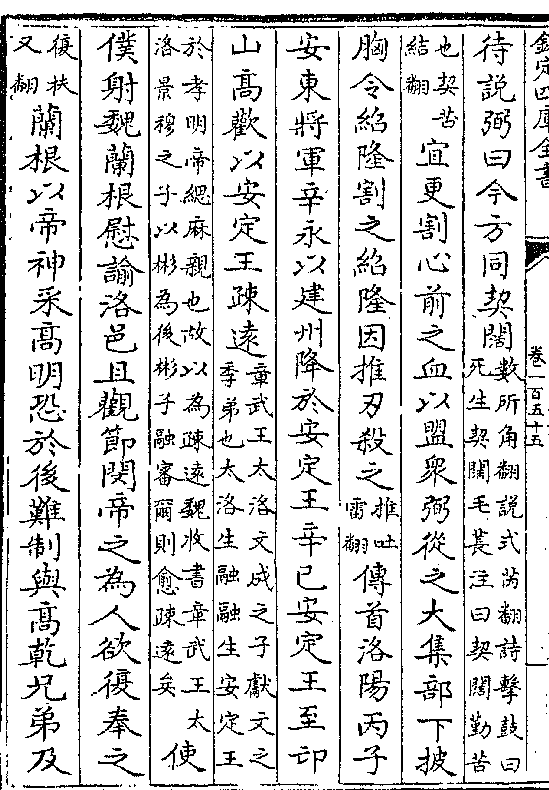 欽定四庫全書
卷一百五十五
待説弼曰今方同契闊數所角翻説式芮翻詩擊鼓曰死生契闊毛萇注曰契闊勤苦
也契苦結翻宜更割心前之血以盟衆弼從之大集部下披
胸令紹隆割之紹隆因推刃殺之推吐雷翻傳首洛陽丙子
安東將軍辛永以建州降於安定王辛巳安定王至邙
山高歡以安定王疎遠章武王太洛文成之子獻文之季弟也太洛生融融生安定王
於孝明帝緦麻親也故以為疎遠魏收書章武王太洛景穆之子以彬為後彬子融審爾則愈疎遠矣使
僕射魏蘭根慰諭洛邑且觀節閔帝之為人欲復奉之
復扶又翻蘭根以帝神采高明恐於後難制與高乾兄弟及